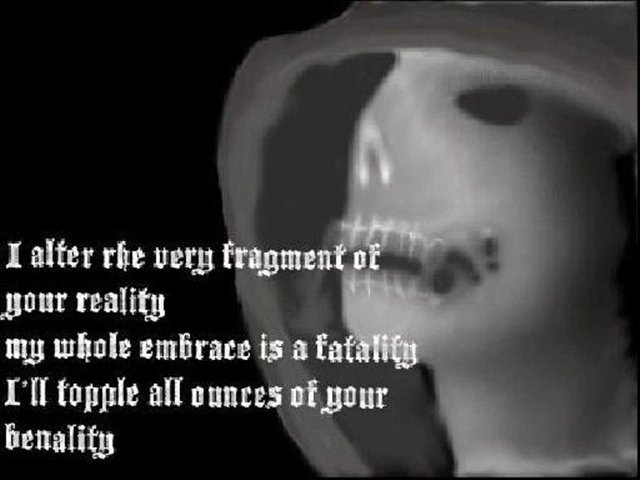 I alter rhe very fragment of
your reality
my whole embrace is a fatality
I'll topple all ounces of your
benality